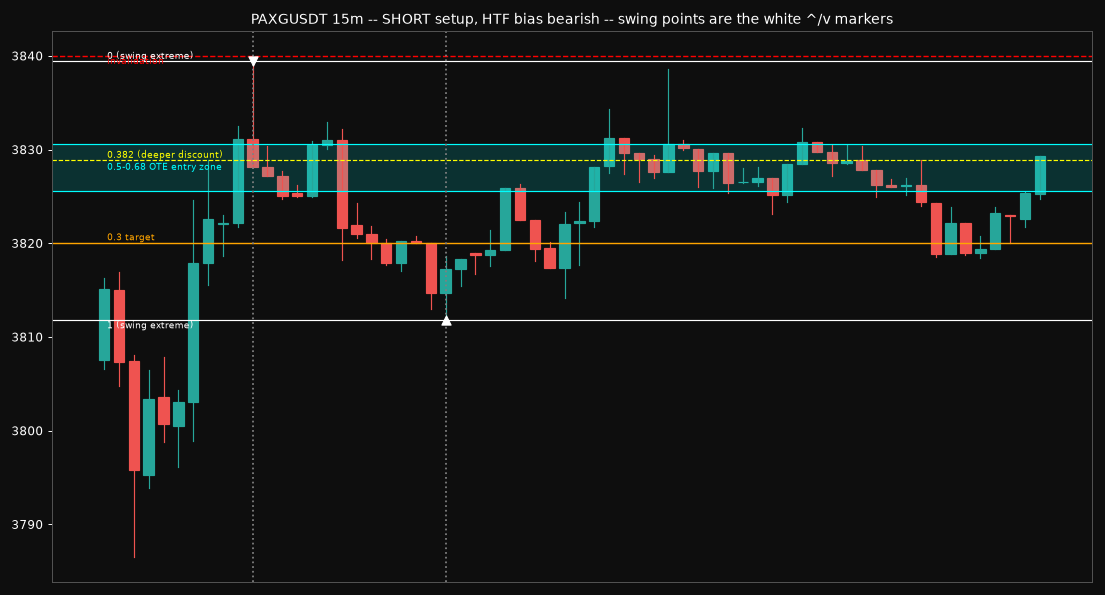 PAXGUSDT 15m -- SHORT setup, HTF bias bearish -- swing points are the white ^/v markers
3840
0 (swing extreme)
invalidation
3830
0.382 (deeper discount)
0.5-0.68 OTE entry zone
3820
0.3 target
3810
1 (swing extreme)
3800
3790